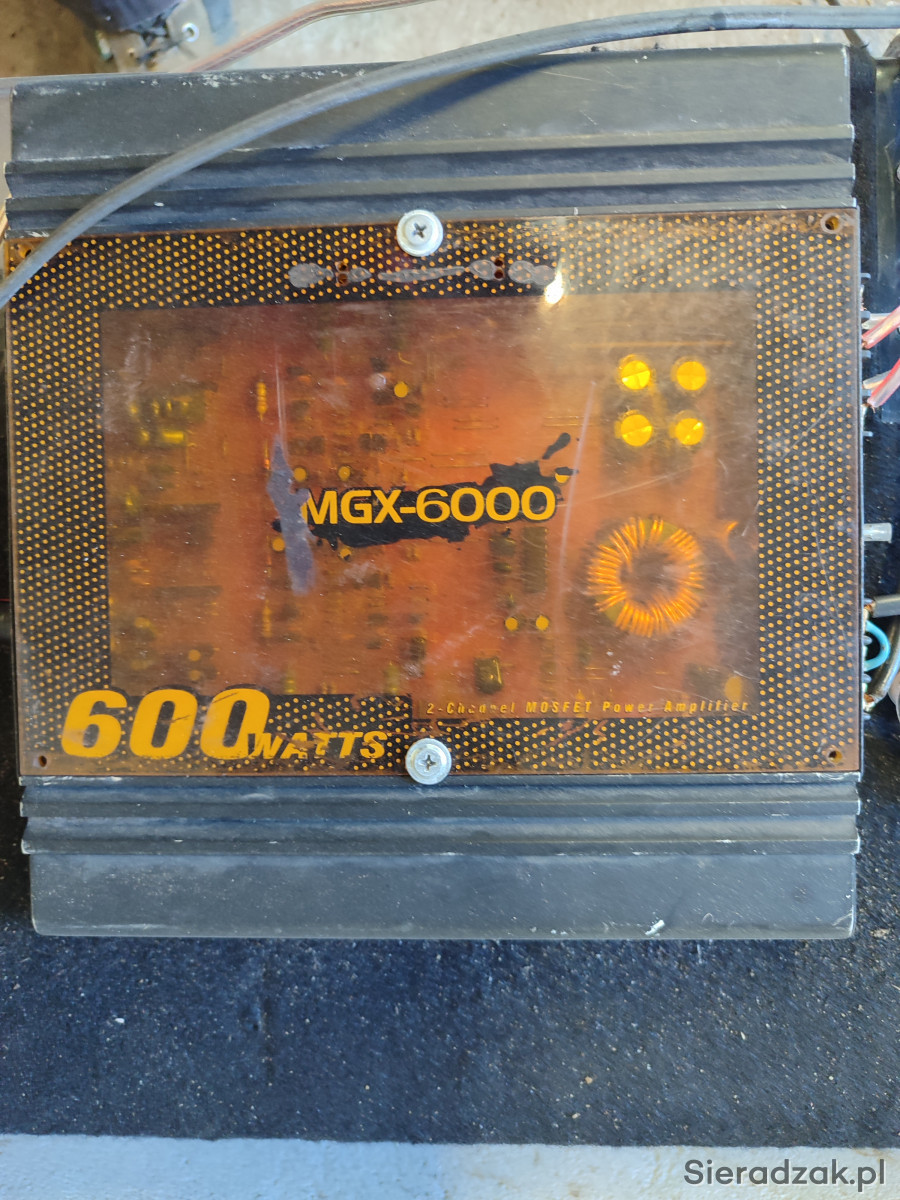 MGX-6000
600 WATTS
2-Channel MOSFET Power Amplifier
Sieradzak.pl